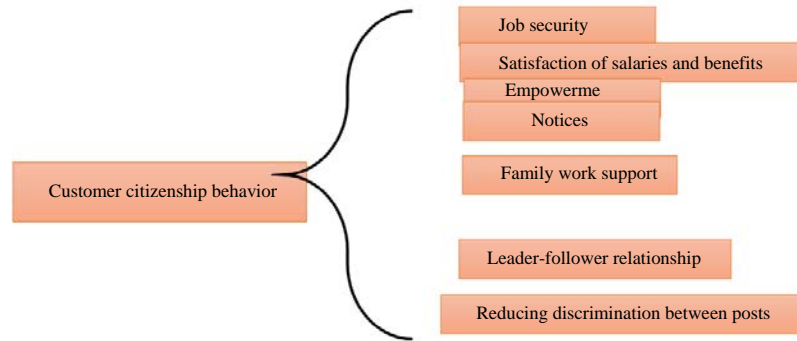 Job security
Satisfaction of salaries and benefits
Empowerme
Notices
Customer citizenship behavior
Family work support
Leader-follower relationship
Reducing discrimination between posts